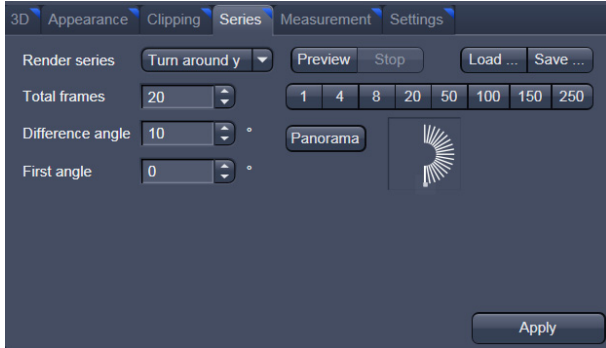 3D Appearance Clipping Series Measurement Settings
Render series Turn around y Preview Stop Load ... Save ...
Total frames 20 1 4 8 20 50 100 150 250
Difference angle 10 ° Panorama
First angle 0 °
Apply